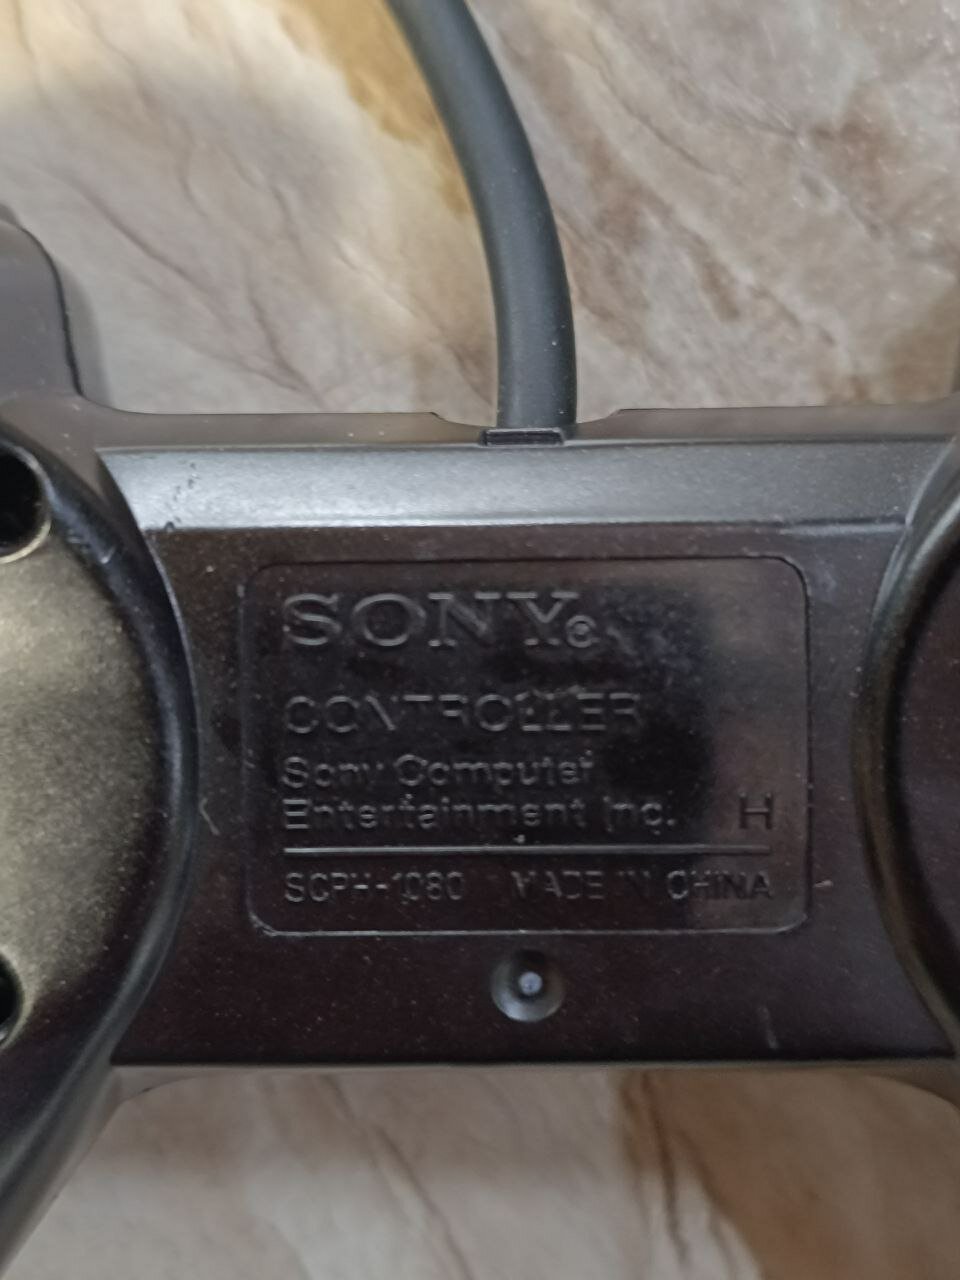 SONY®
CONTROLLER
Sony Computer
Entertainment Inc. H
SCPH-1080 MADE IN CHINA